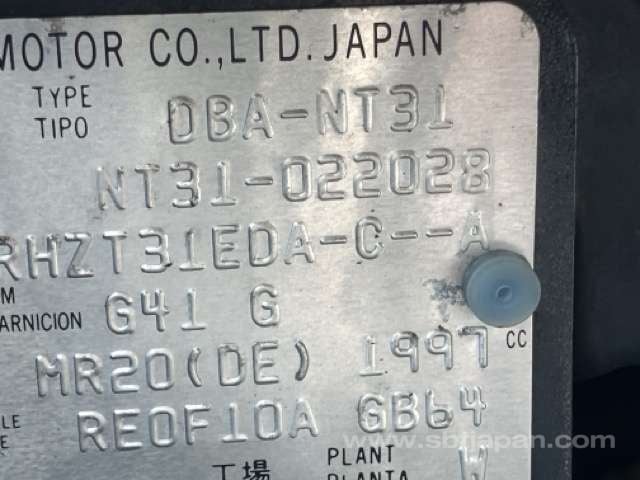 MOTOR CO.,LTD. JAPAN
TYPE
TIPO
DBA-NT31
NT31-022028
RHZT31EDA-C--A
M
ARNICION
G41 G
MR20(DE) 1997 CC
LE
E
RE0F10A GB64
www.sbtjapan.com
工場
PLANT
PLANTA
W